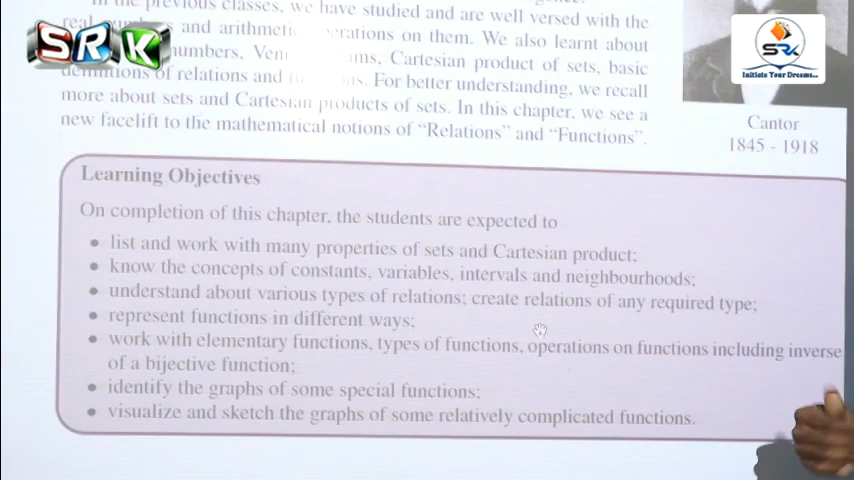 In the previous classes, we have studied and are well versed with the
real and arithmetic operations on them. We also learnt about
numbers, Venn Cartesian product of sets, basic
definitions of relations and For better understanding, we recall
more about sets and Cartesian products of sets. In this chapter, we see a
new facelift to the mathematical notions of “Relations” and “Functions”.
SRK
SRK
Initiate Your Dreams...
Cantor
1845 - 1918
Learning Objectives
On completion of this chapter, the students are expected to
• list and work with many properties of sets and Cartesian product;
• know the concepts of constants, variables, intervals and neighbourhoods;
• understand about various types of relations; create relations of any required type;
• represent functions in different ways;
• work with elementary functions, types of functions, operations on functions including inverse
of a bijective function;
• identify the graphs of some special functions;
• visualize and sketch the graphs of some relatively complicated functions.